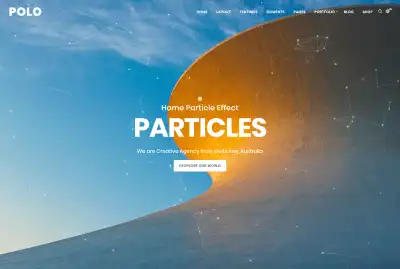 POLO
HOME LAYOUT FEATURES ELEMENTS PAGES PORTFOLIO BLOG SHOP
Home Particle Effect
PARTICLES
We are Creative Agency from Melbourne, Australia
EXPLORE OUR WORLD